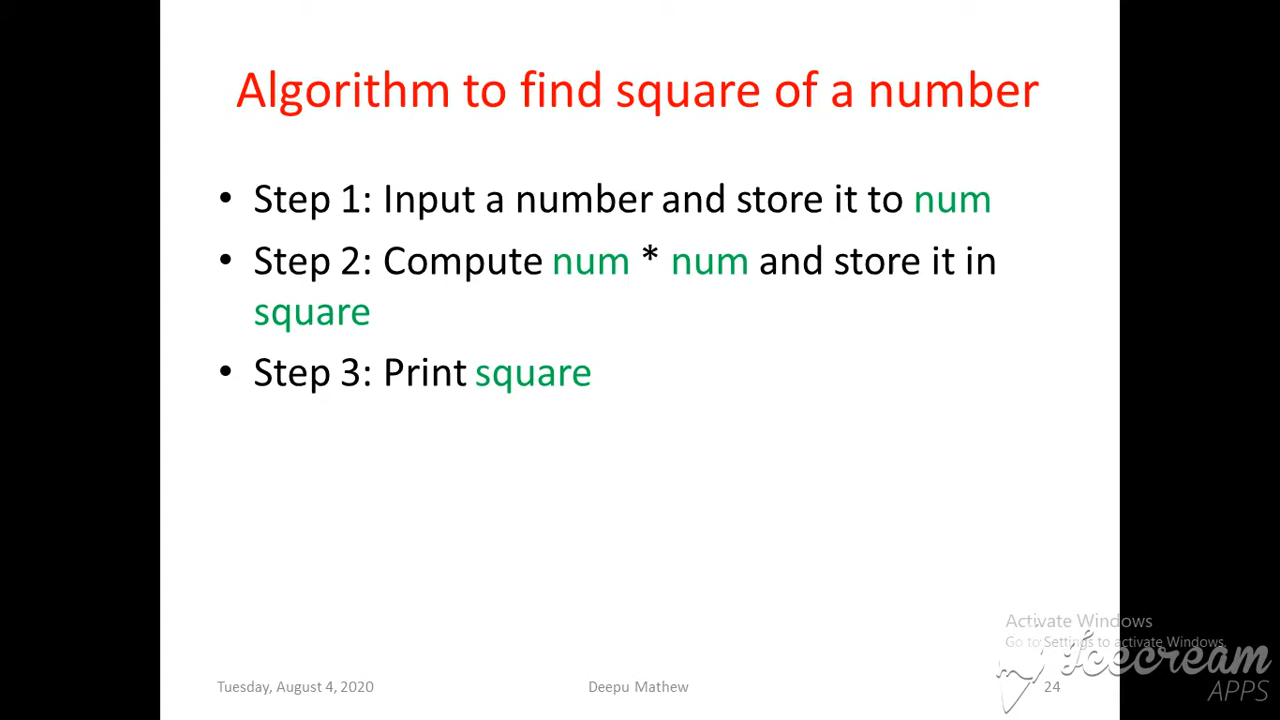 Algorithm to find square of a number
• Step 1: Input a number and store it to num
• Step 2: Compute num * num and store it in
square
• Step 3: Print square
Activate Windows
Go to Settings to activate Windows.
Icecream
APPS
Tuesday, August 4, 2020
Deepu Mathew
24